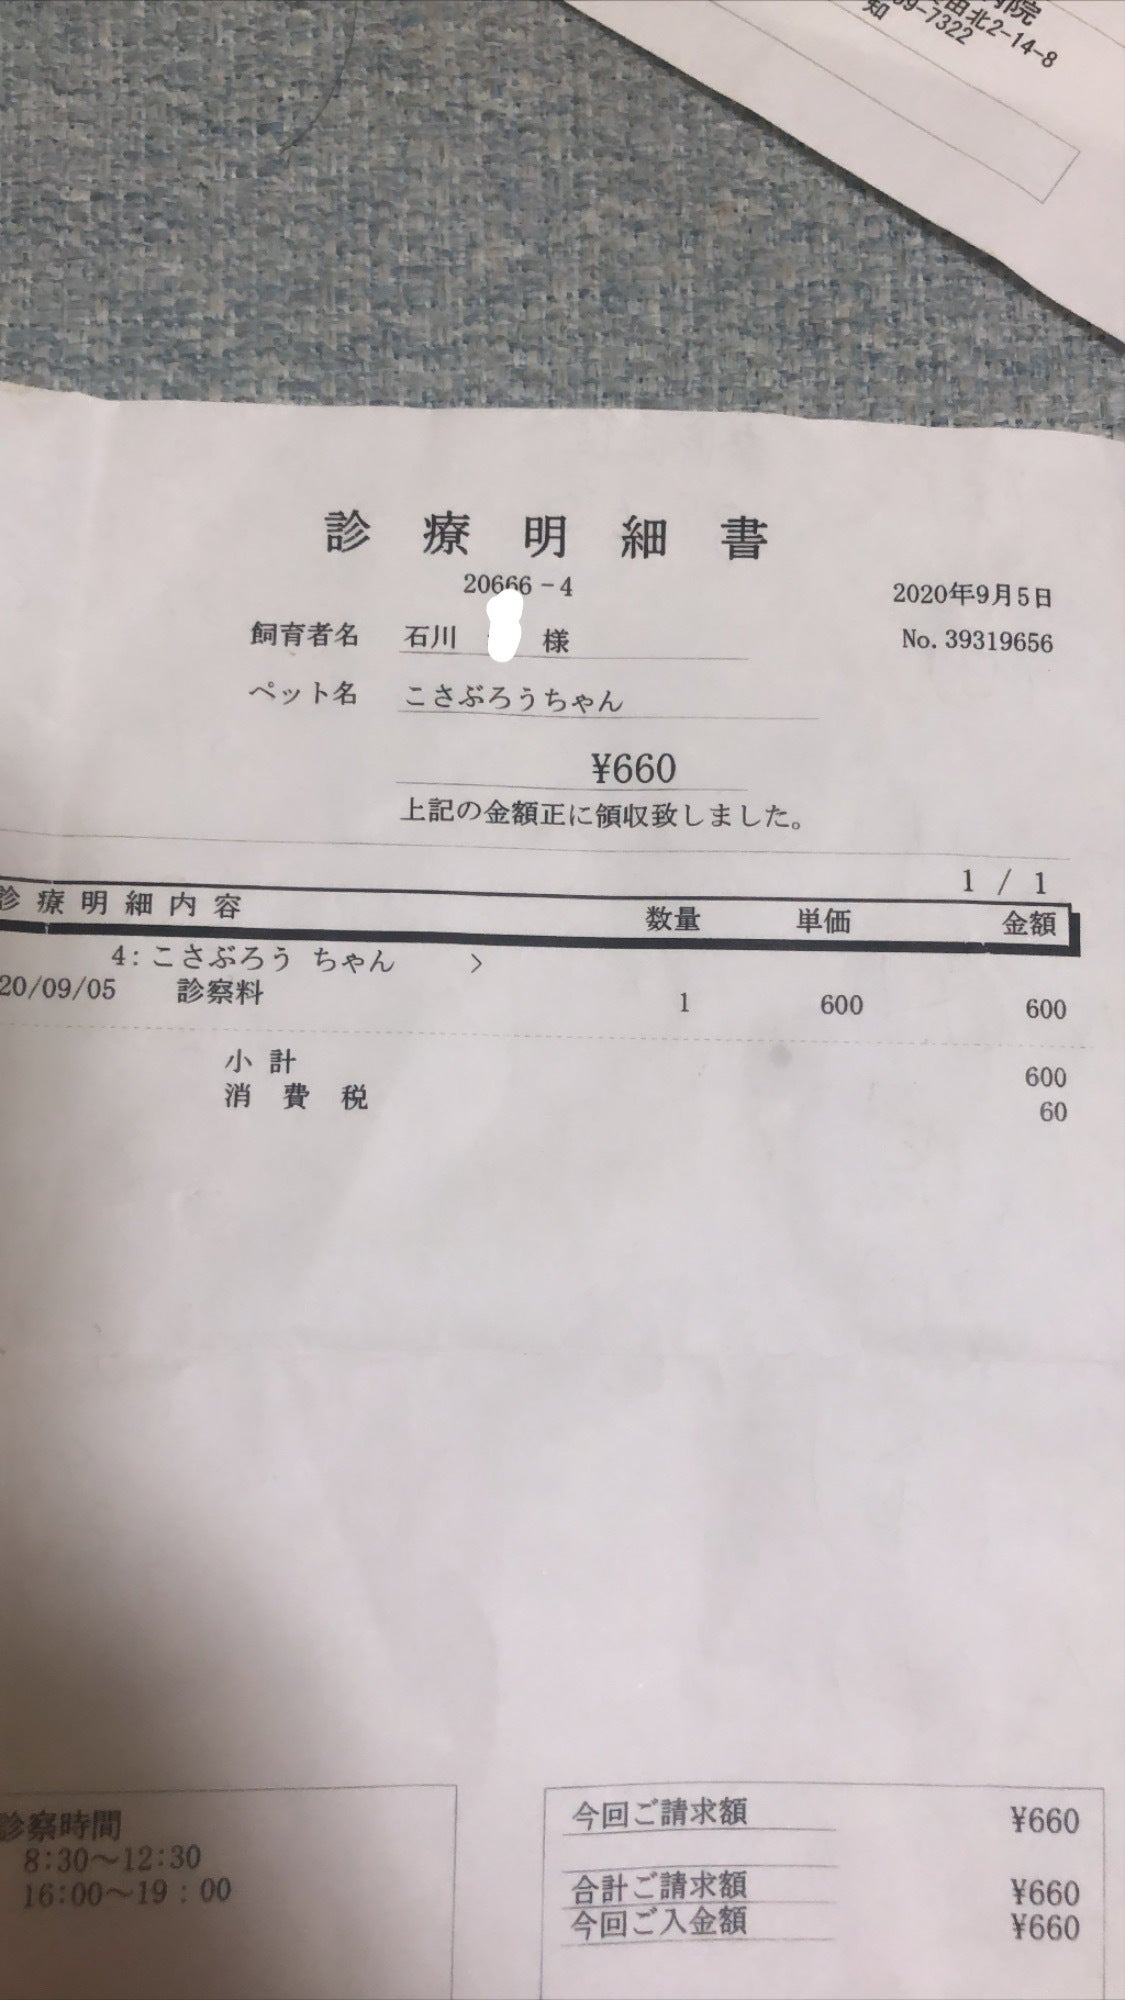 院
田北2-14-8
39-7322
知
診療明細書
20666-4
2020年9月5日
飼育者名 石川 様
No.39319656
ペット名 こさぶろうちゃん
¥660
上記の金額正に領収致しました。
1 / 1
診療明細内容 数量 単価 金額
4:こさぶろう ちゃん >
20/09/05 診察料 1 600 600
小計 600
消費税 60
診察時間
8:30～12:30
16:00～19:00
今回ご請求額 ¥660
合計ご請求額 ¥660
今回ご入金額 ¥660